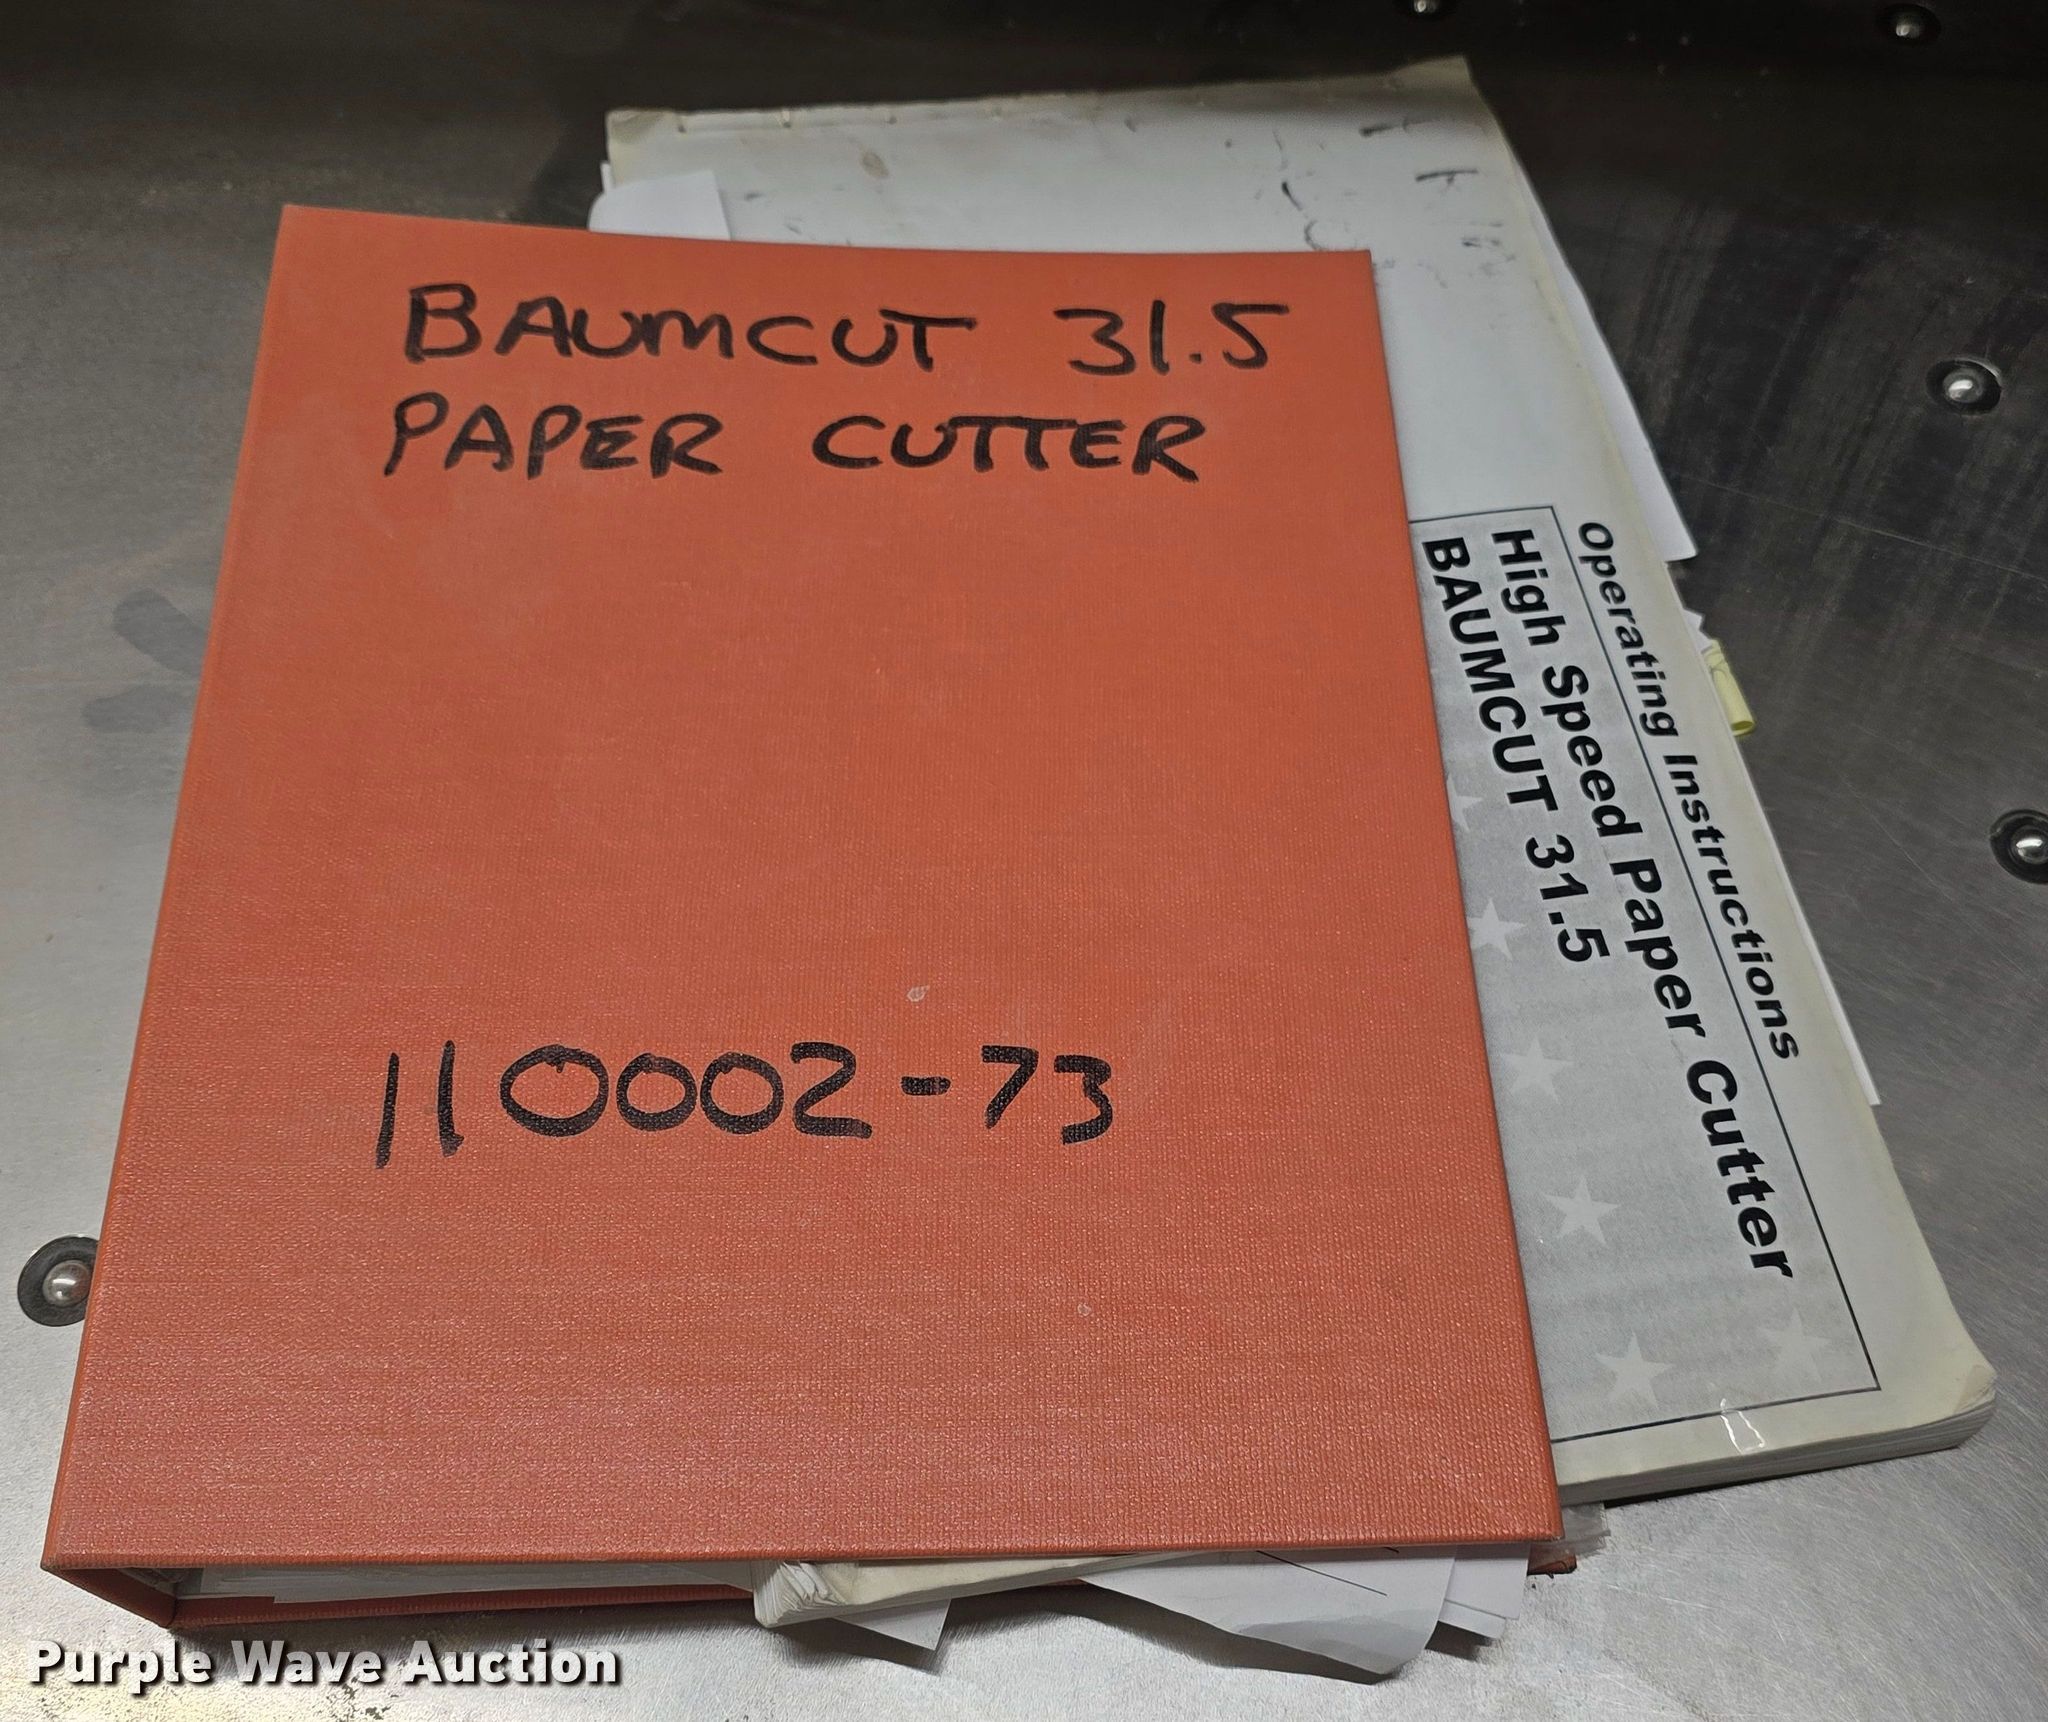 BAUMCUT 31.5
PAPER CUTTER
110002-73
Operating Instructions
High Speed Paper Cutter
BAUMCUT 31.5
Purple Wave Auction